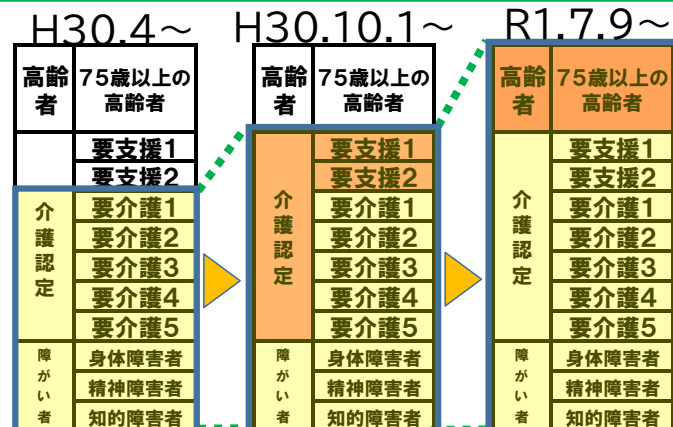 H30.4～
高齢者
75歳以上の
高齢者
要支援1
要支援2
介護認定
要介護1
要介護2
要介護3
要介護4
要介護5
障がい者
身体障害者
精神障害者
知的障害者
H30.10.1～
高齢者
75歳以上の
高齢者
介護認定
要支援1
要支援2
要介護1
要介護2
要介護3
要介護4
要介護5
障がい者
身体障害者
精神障害者
知的障害者
R1.7.9～
高齢者
75歳以上の
高齢者
介護認定
要支援1
要支援2
要介護1
要介護2
要介護3
要介護4
要介護5
障がい者
身体障害者
精神障害者
知的障害者